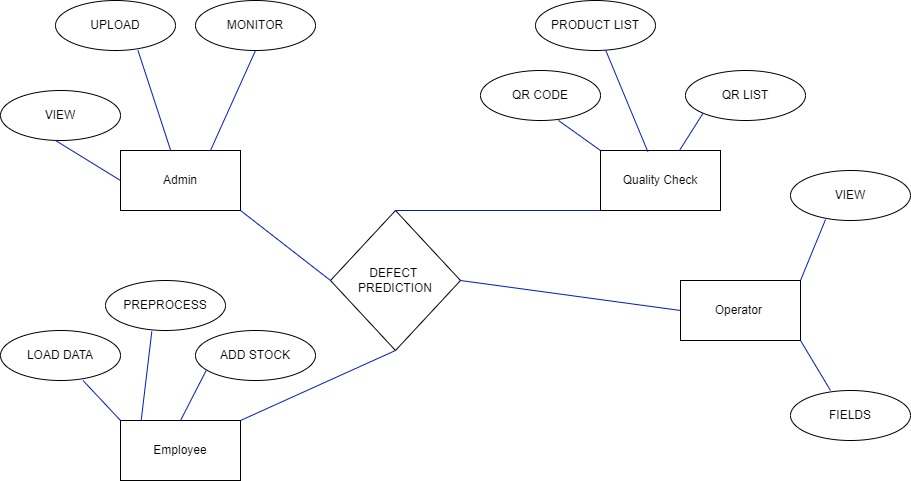 UPLOAD
MONITOR
PRODUCT LIST
VIEW
QR CODE
QR LIST
Admin
Quality Check
VIEW
DEFECT
PREDICTION
PREPROCESS
Operator
LOAD DATA
ADD STOCK
FIELDS
Employee